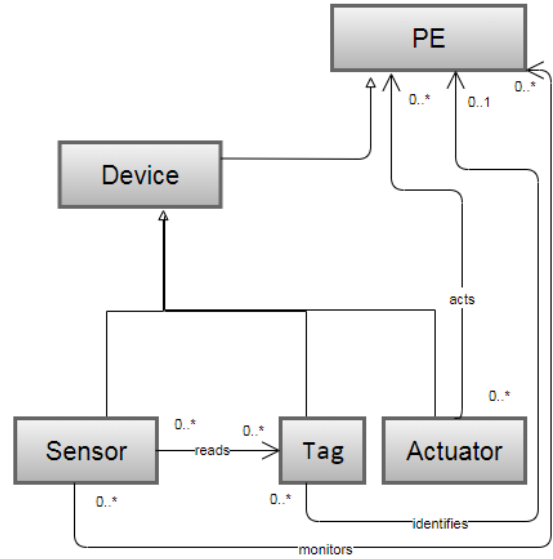 PE
0..*
0..1
0..*
Device
acts
0..*
0..*
0..*
Sensor
reads
Tag
Actuator
0..*
0..*
identifies
monitors